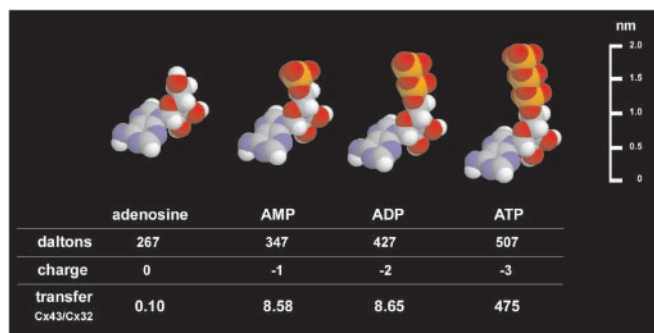 nm
2.0
1.5
1.0
0.5
0
adenosine AMP ADP ATP
daltons 267 347 427 507
charge 0 -1 -2 -3
transfer 0.10 8.58 8.65 475
Cx43/Cx32